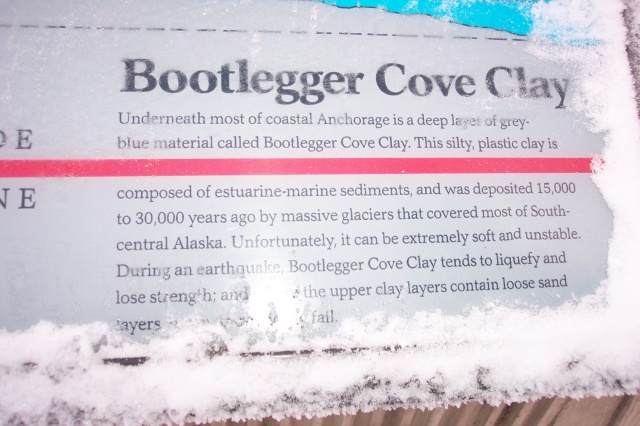 Bootlegger Cove Clay
Underneath most of coastal Anchorage is a deep layer of grey-
blue material called Bootlegger Cove Clay. This silty, plastic clay is
DE
NE
composed of estuarine-marine sediments, and was deposited 15,000
to 30,000 years ago by massive glaciers that covered most of South-
central Alaska. Unfortunately, it can be extremely soft and unstable.
During an earthquake, Bootlegger Cove Clay tends to liquefy and
lose strength; and the upper clay layers contain loose sand
layers fail.